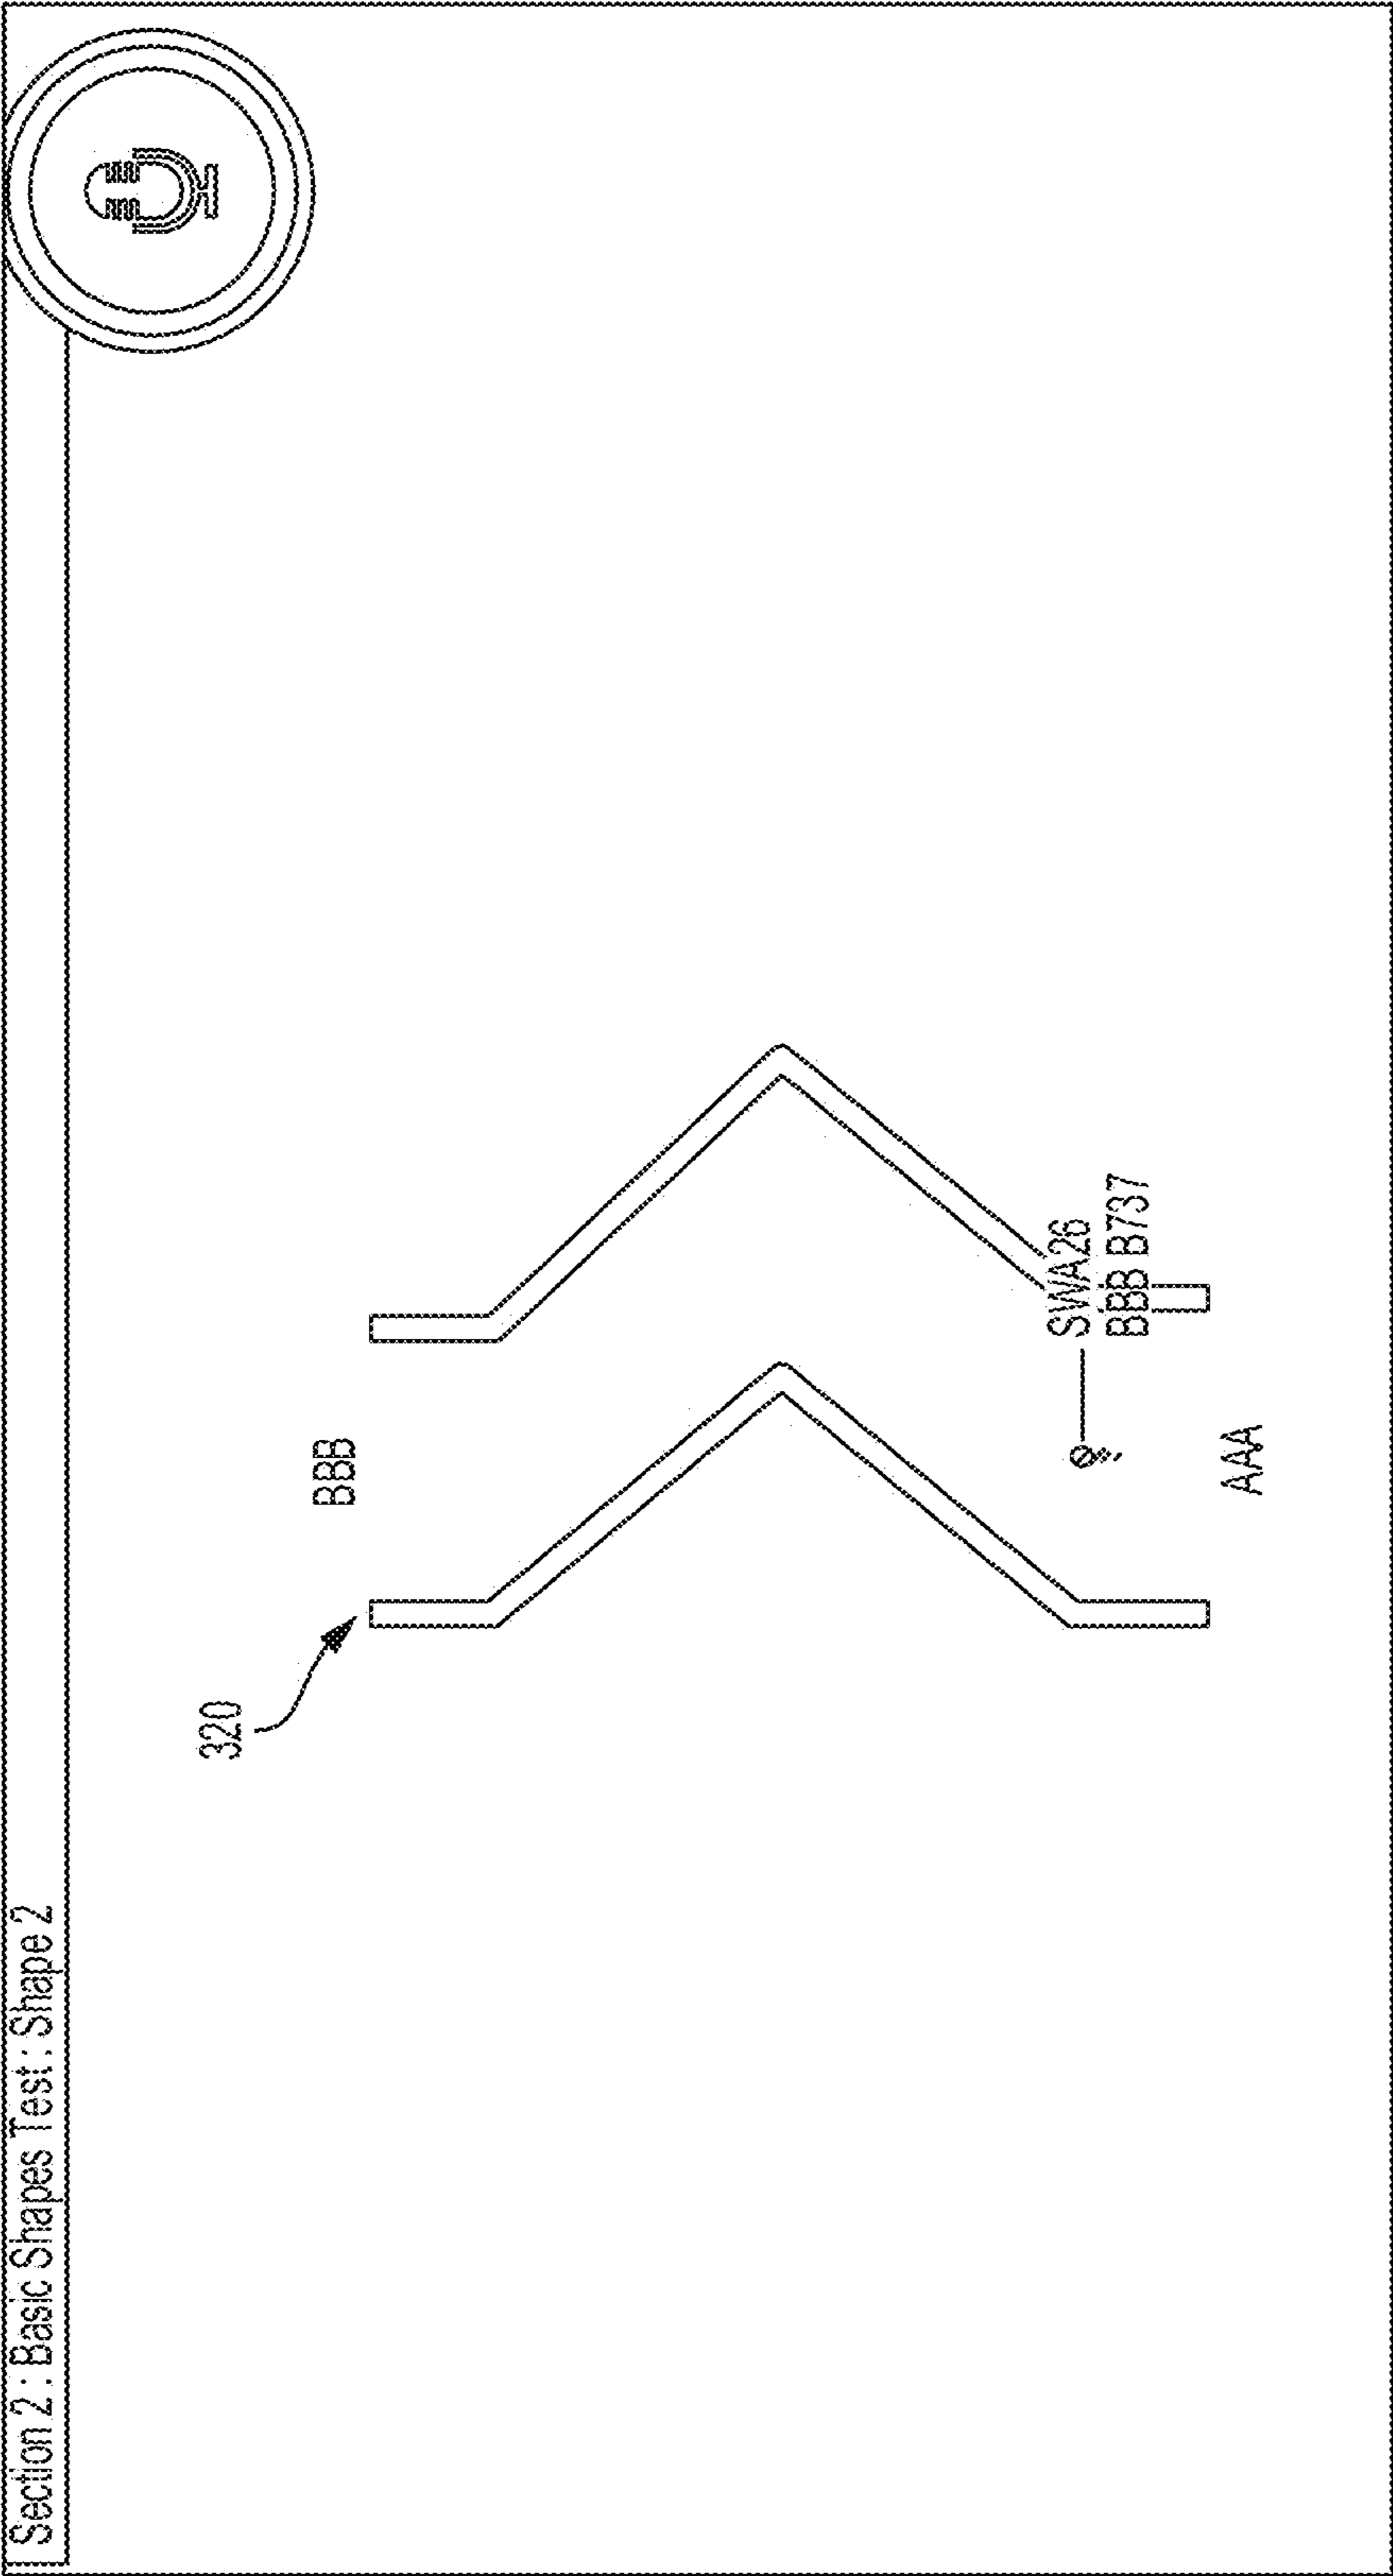 Section 2 : Basic Shapes Test : Shape 2
320
BBB
SWA26
BBB B737
AAA